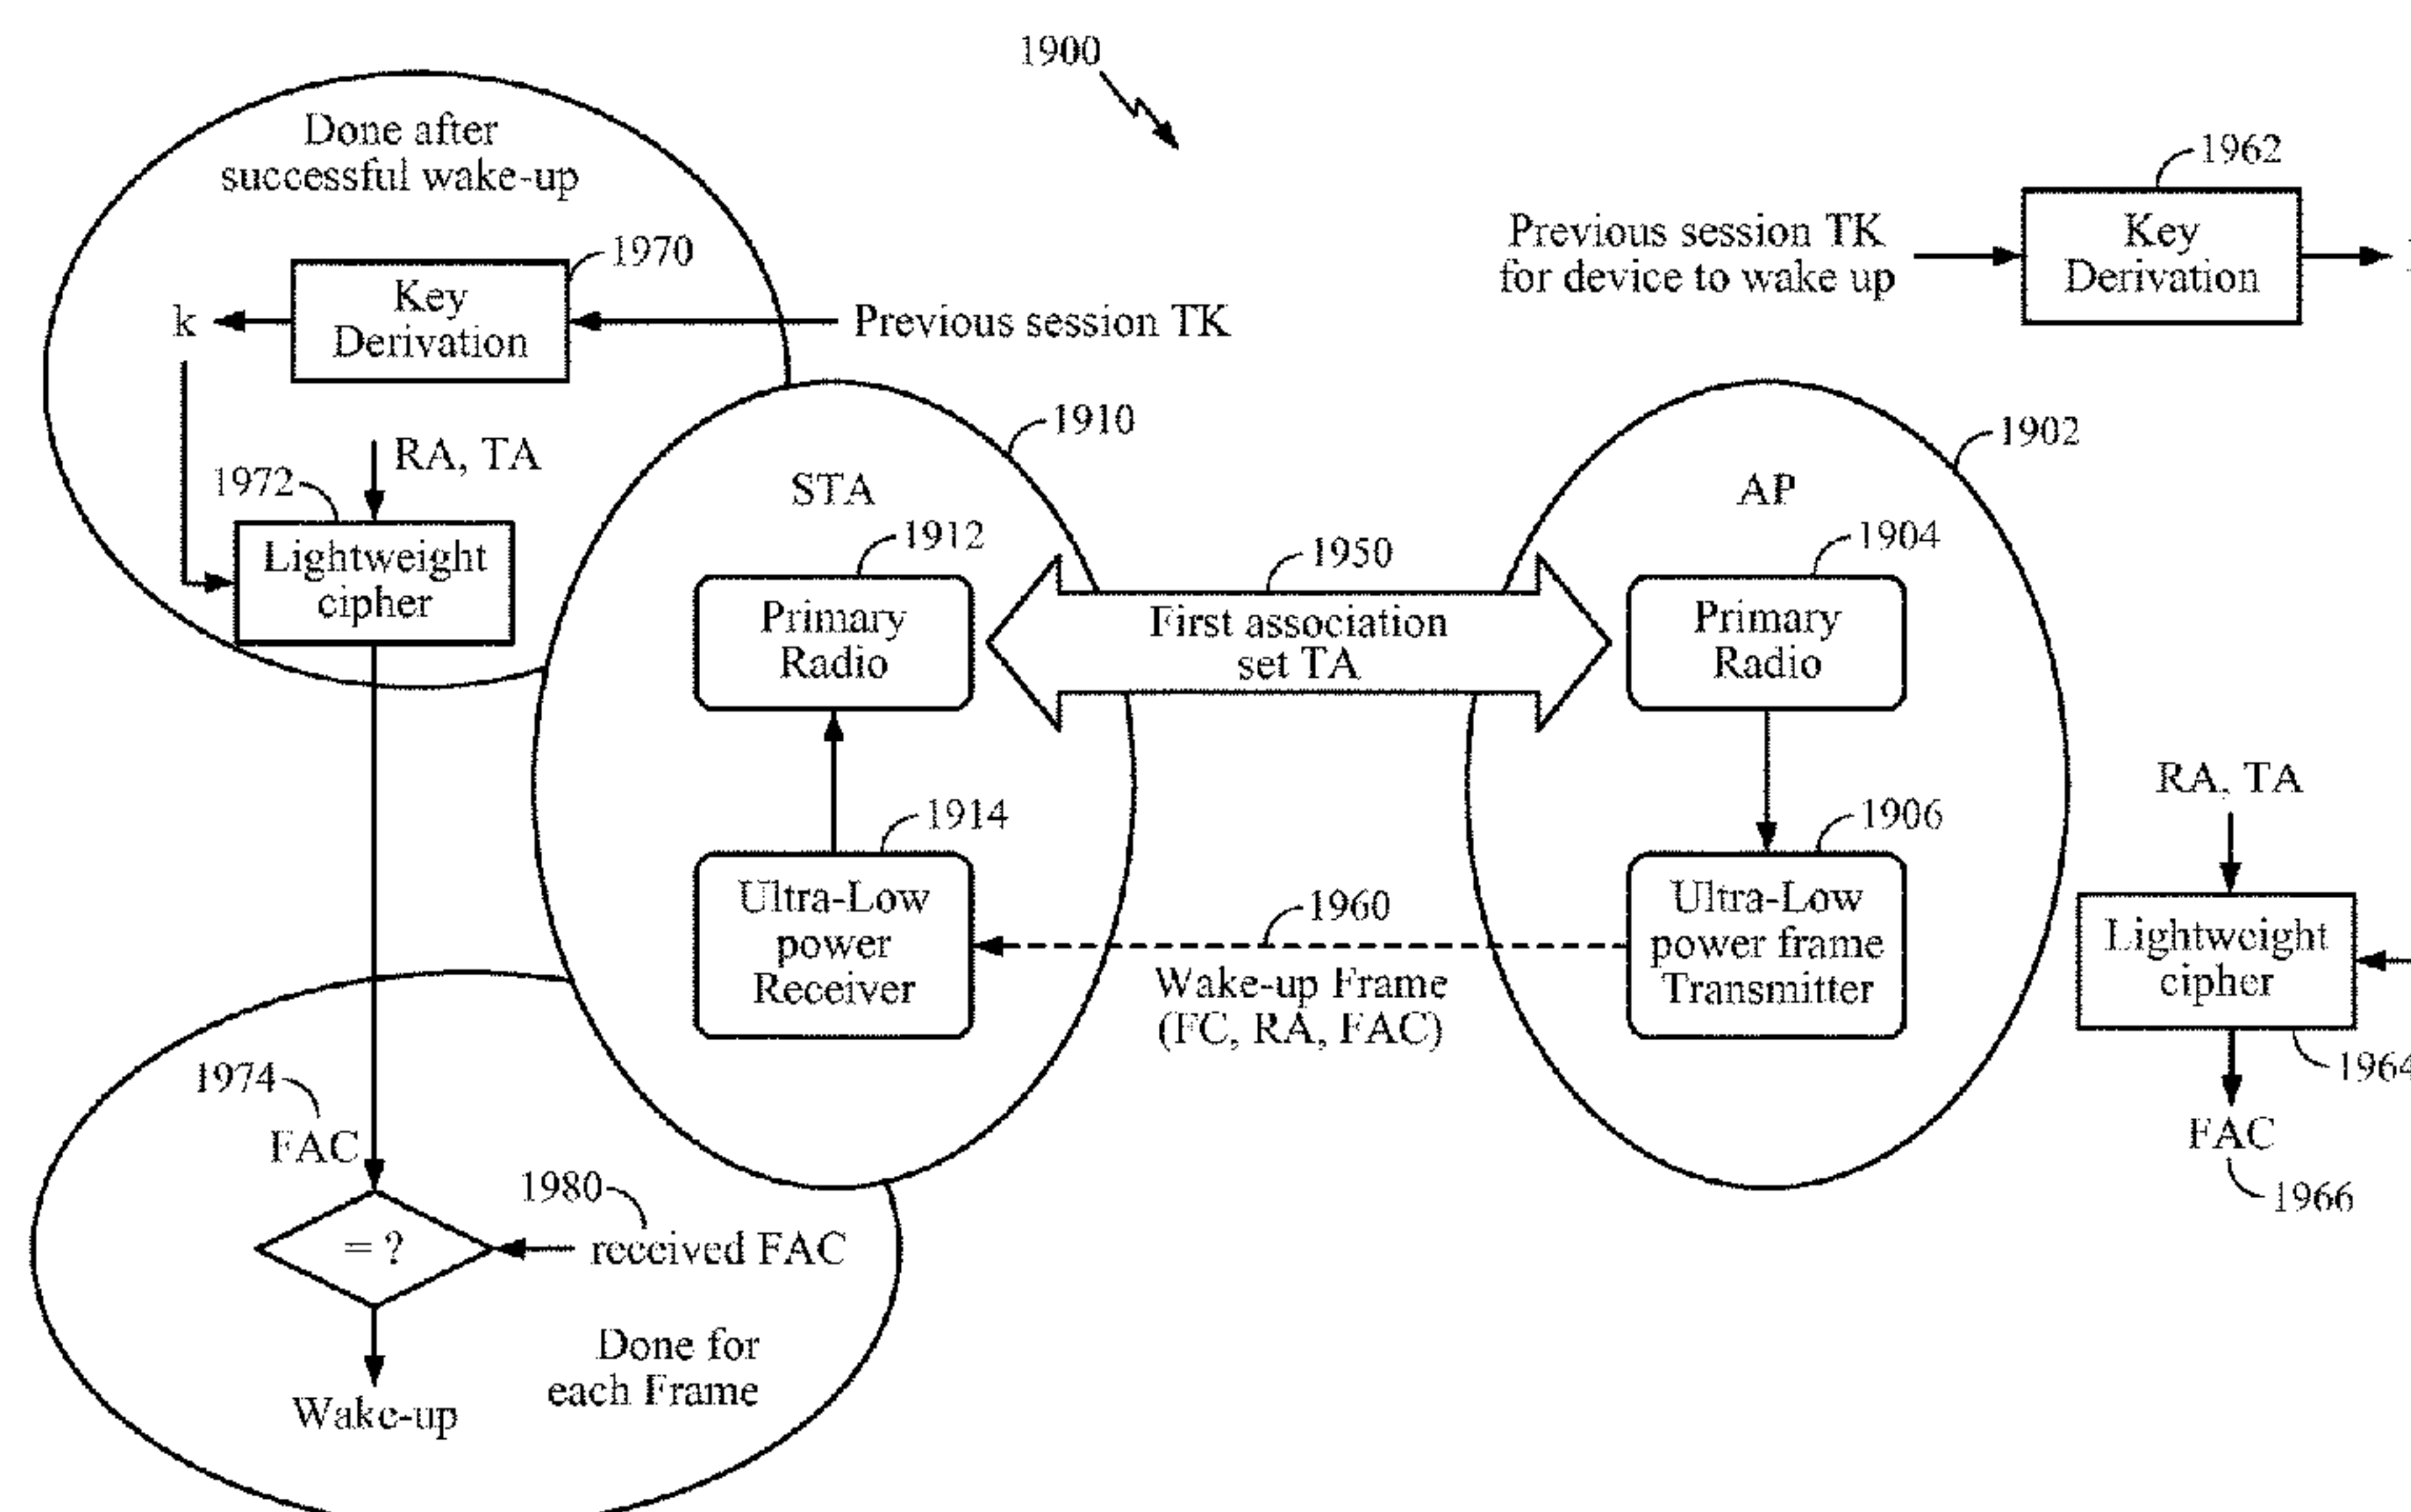 1900
Done after
successful wake-up
1970
Key
Derivation
k
Previous session TK
RA, TA
1972
Lightweight
cipher
1962
Previous session TK
for device to wake up
Key
Derivation
1910
STA
1912
Primary
Radio
1914
Ultra-Low
power
Receiver
1950
First association
set TA
1960
Wake-up Frame
(FC, RA, FAC)
1902
AP
1904
Primary
Radio
1906
Ultra-Low
power frame
Transmitter
RA, TA
Lightweight
cipher
1964
FAC
1966
1974
FAC
1980
= ?
received FAC
Done for
each Frame
Wake-up